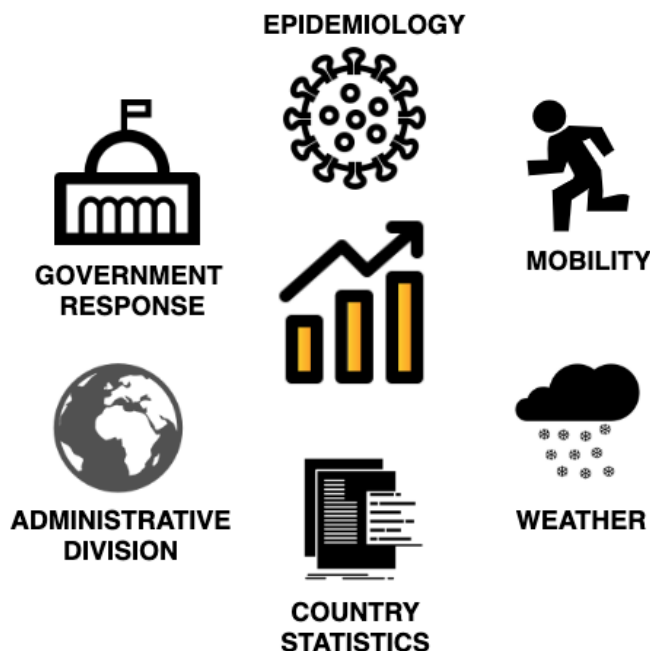 EPIDEMIOLOGY
GOVERNMENT
RESPONSE
MOBILITY
ADMINISTRATIVE
DIVISION
WEATHER
COUNTRY
STATISTICS